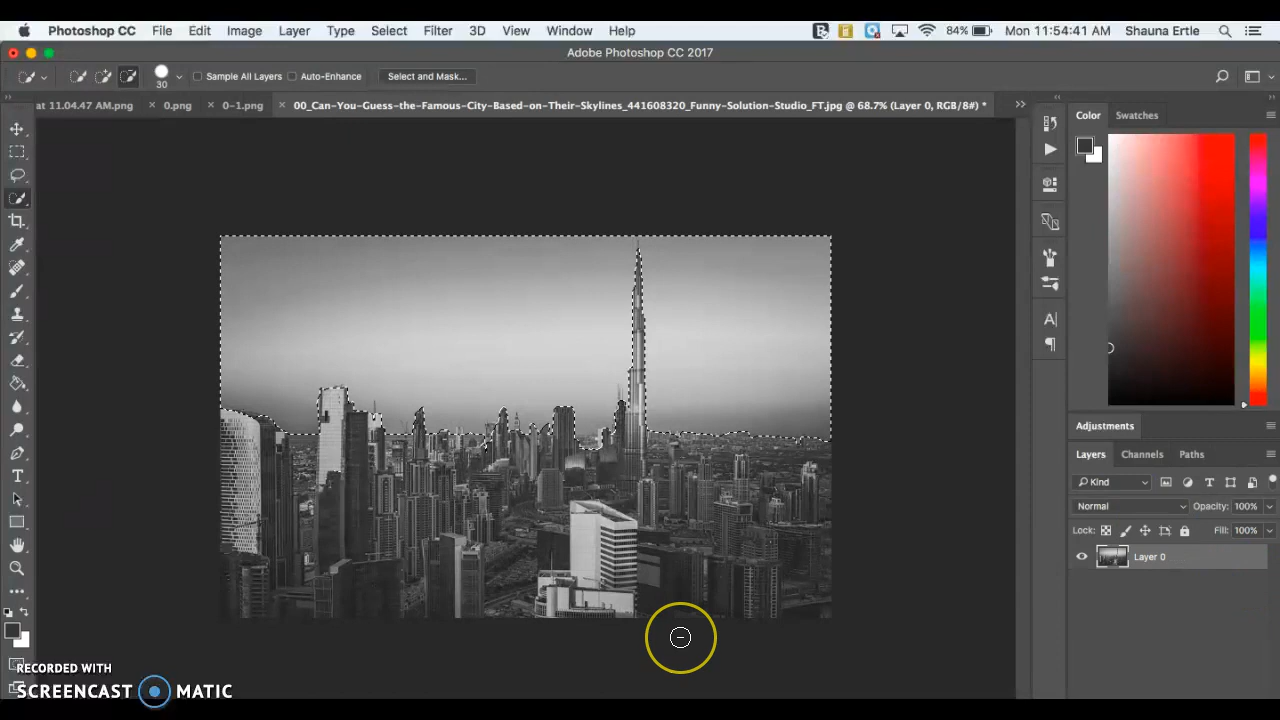 Photoshop CC File Edit Image Layer Type Select Filter 3D View Window Help 84% Mon 11:54:41 AM Shauna Ertle
Adobe Photoshop CC 2017
30 Sample All Layers Auto-Enhance Select and Mask...
at 11.04.47 AM.png × 0.png × 0-1.png × 00_Can-You-Guess-the-Famous-City-Based-on-Their-Skylines_441608320_Funny-Solution-Studio_FT.jpg @ 68.7% (Layer 0, RGB/8#) *
Color Swatches
Adjustments
Layers Channels Paths
Kind
Normal Opacity: 100%
Lock: Fill: 100%
Layer 0
RECORDED WITH
SCREENCAST MATIC